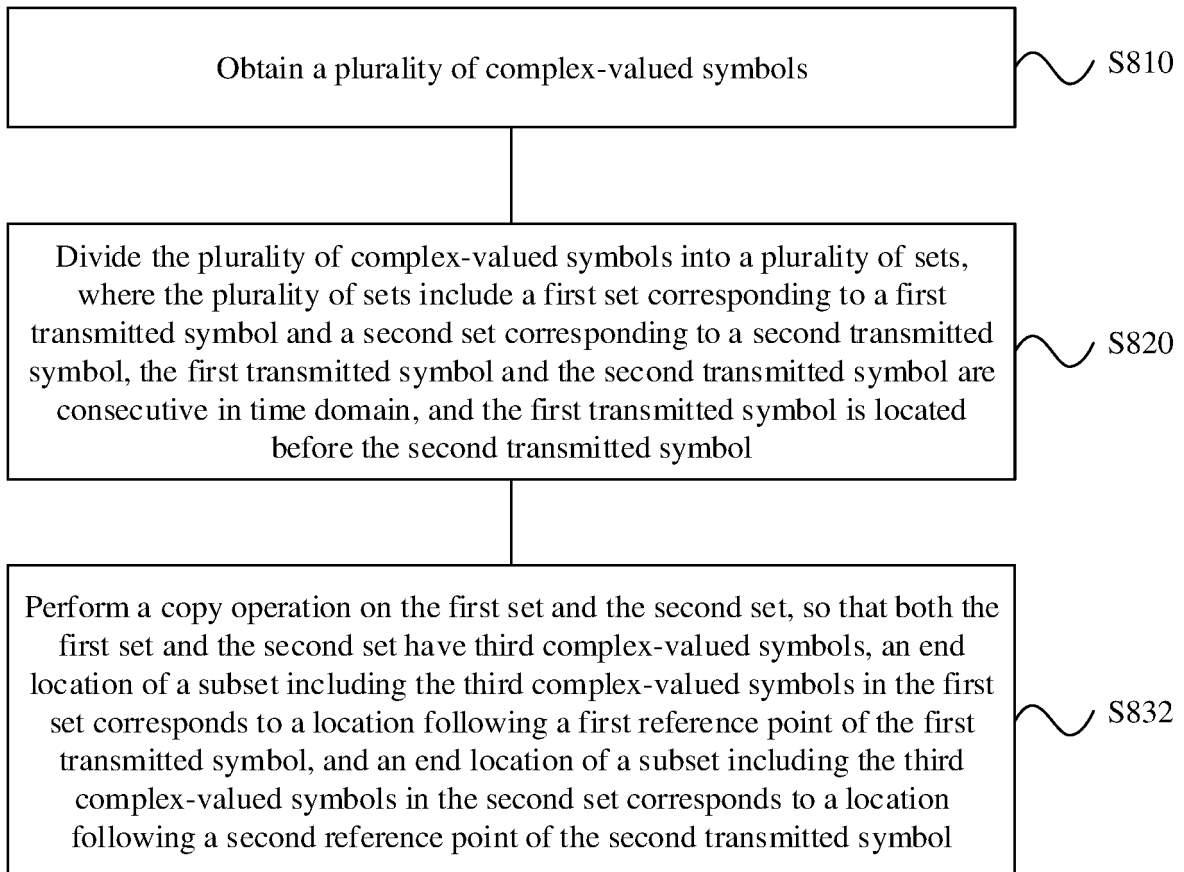 Obtain a plurality of complex-valued symbols
S810
Divide the plurality of complex-valued symbols into a plurality of sets,
where the plurality of sets include a first set corresponding to a first
transmitted symbol and a second set corresponding to a second transmitted
symbol, the first transmitted symbol and the second transmitted symbol are
consecutive in time domain, and the first transmitted symbol is located
before the second transmitted symbol
S820
Perform a copy operation on the first set and the second set, so that both the
first set and the second set have third complex-valued symbols, an end
location of a subset including the third complex-valued symbols in the first
set corresponds to a location following a first reference point of the first
transmitted symbol, and an end location of a subset including the third
complex-valued symbols in the second set corresponds to a location
following a second reference point of the second transmitted symbol
S832